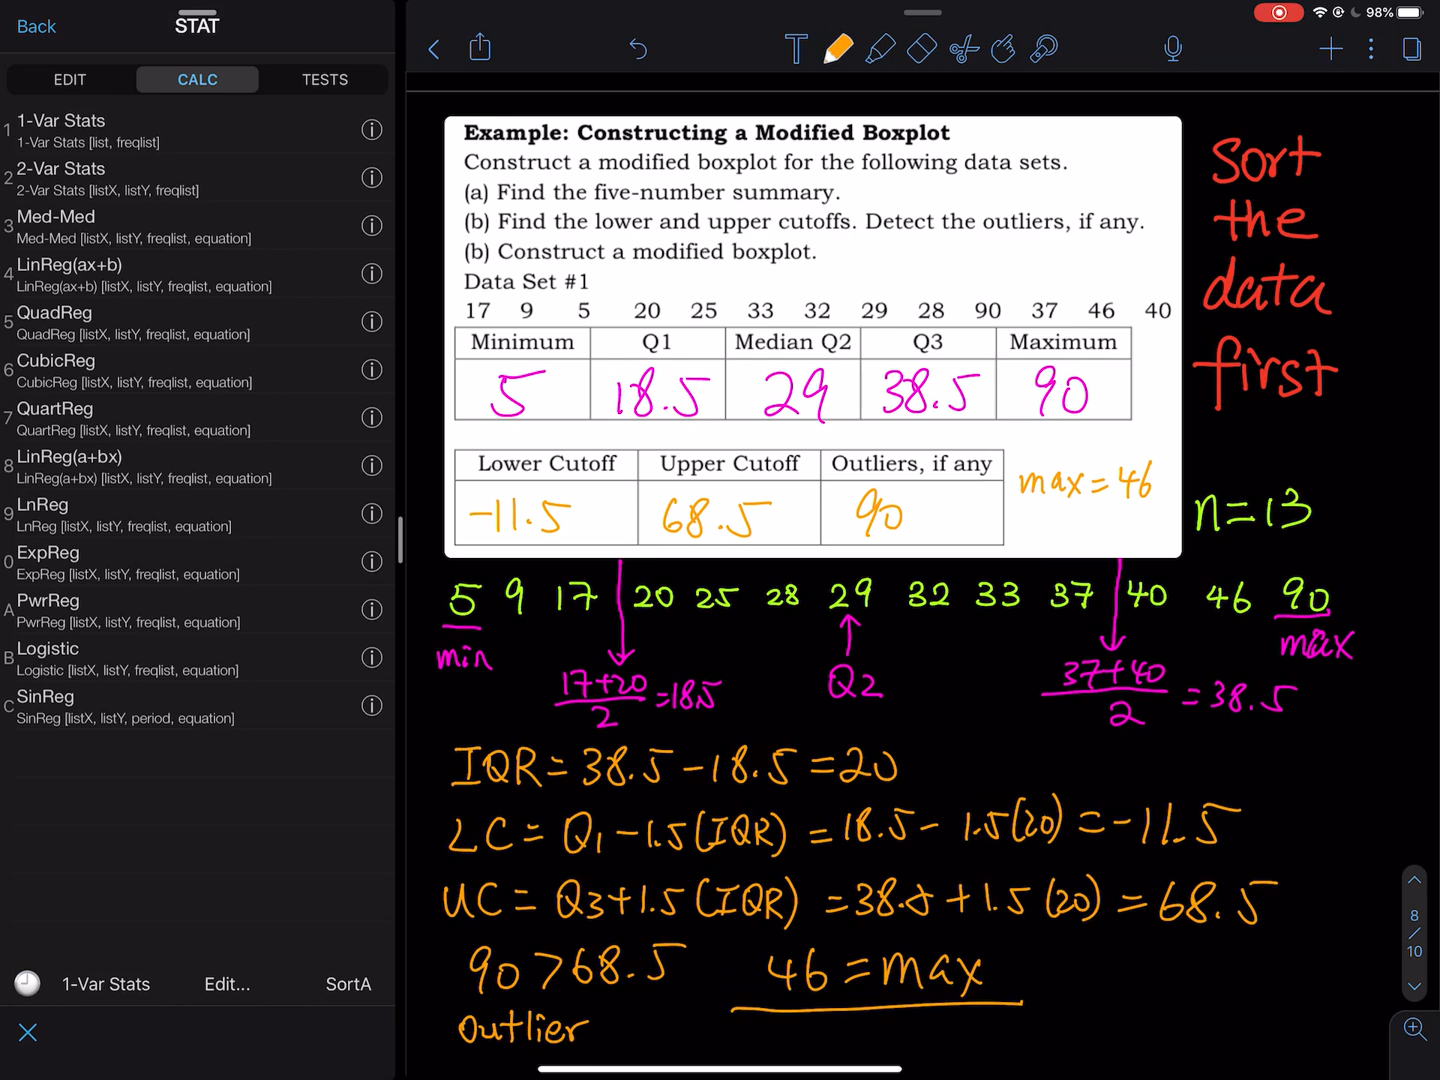 Back
STAT
EDIT CALC TESTS
1 1-Var Stats
1-Var Stats [list, freqlist]
2 2-Var Stats
2-Var Stats [listX, listY, freqlist]
3 Med-Med
Med-Med [listX, listY, freqlist, equation]
4 LinReg(ax+b)
LinReg(ax+b) [listX, listY, freqlist, equation]
5 QuadReg
QuadReg [listX, listY, freqlist, equation]
6 CubicReg
CubicReg [listX, listY, freqlist, equation]
7 QuartReg
QuartReg [listX, listY, freqlist, equation]
8 LinReg(a+bx)
LinReg(a+bx) [listX, listY, freqlist, equation]
9 LnReg
LnReg [listX, listY, freqlist, equation]
0 ExpReg
ExpReg [listX, listY, freqlist, equation]
A PwrReg
PwrReg [listX, listY, freqlist, equation]
B Logistic
Logistic [listX, listY, freqlist, equation]
C SinReg
SinReg [listX, listY, period, equation]
1-Var Stats Edit... SortA
98%
Example: Constructing a Modified Boxplot
Construct a modified boxplot for the following data sets.
(a) Find the five-number summary.
(b) Find the lower and upper cutoffs. Detect the outliers, if any.
(b) Construct a modified boxplot.
Data Set #1
17 9 5 20 25 33 32 29 28 90 37 46 40
Minimum Q1 Median Q2 Q3 Maximum
5 18.5 29 38.5 90
Lower Cutoff Upper Cutoff Outliers, if any
-11.5 68.5 90
max = 46
Sort
the
data
first
n=13
5 9 17 20 25 28 29 32 33 37 40 46 90
min Q2 max
17+20
2
=18.5
37+40
2
=38.5
IQR = 38.5 - 18.5 = 20
LC = Q1 - 1.5(IQR) = 18.5 - 1.5(20) = -11.5
UC = Q3 + 1.5(IQR) = 38.5 + 1.5(20) = 68.5
90 > 68.5 46 = max
outlier
8
/
10